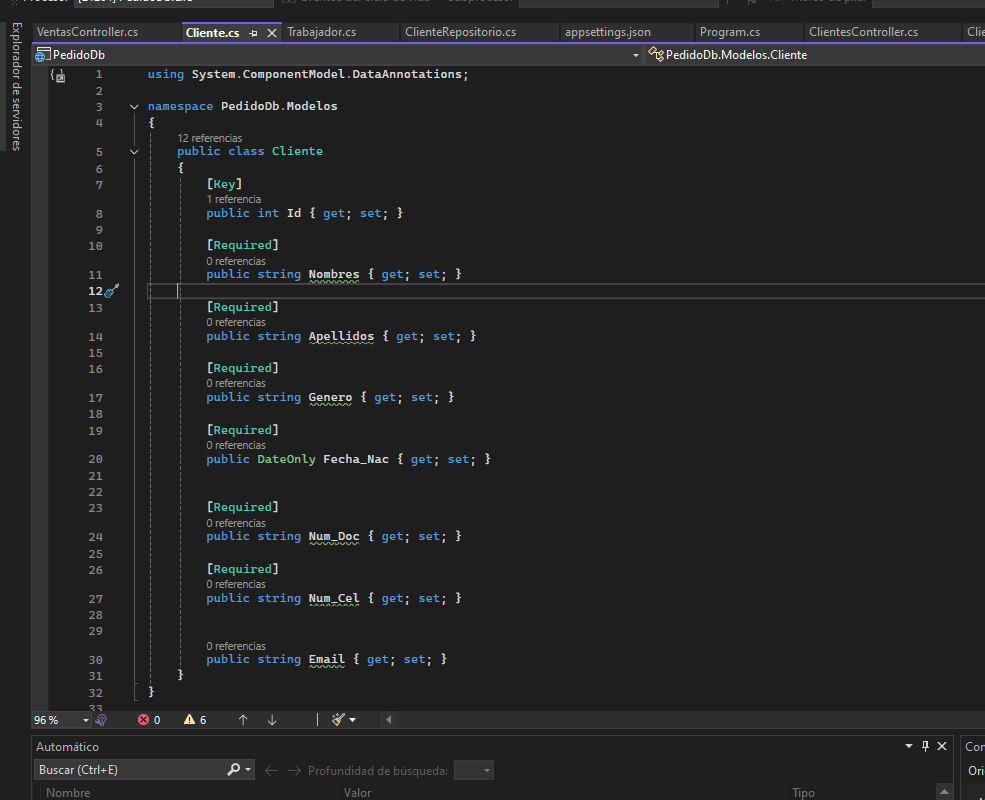 VentasController.cs Cliente.cs Trabajador.cs ClienteRepositorio.cs appsettings.json Program.cs ClientesController.cs
Explorador de servidores
PedidoDb PedidoDb.Modelos.Cliente
1 using System.ComponentModel.DataAnnotations;
2
3 namespace PedidoDb.Modelos
4 {
12 referencias
5 public class Cliente
6 {
7 [Key]
1 referencia
8 public int Id { get; set; }
9
10 [Required]
0 referencias
11 public string Nombres { get; set; }
12
13 [Required]
0 referencias
14 public string Apellidos { get; set; }
15
16 [Required]
0 referencias
17 public string Genero { get; set; }
18
19 [Required]
0 referencias
20 public DateOnly Fecha_Nac { get; set; }
21
22
23 [Required]
0 referencias
24 public string Num_Doc { get; set; }
25
26 [Required]
0 referencias
27 public string Num_Cel { get; set; }
28
29
0 referencias
30 public string Email { get; set; }
31 }
32 }
33
96 % 0 6
Automático
Buscar (Ctrl+E) Profundidad de búsqueda:
Nombre Valor Tipo